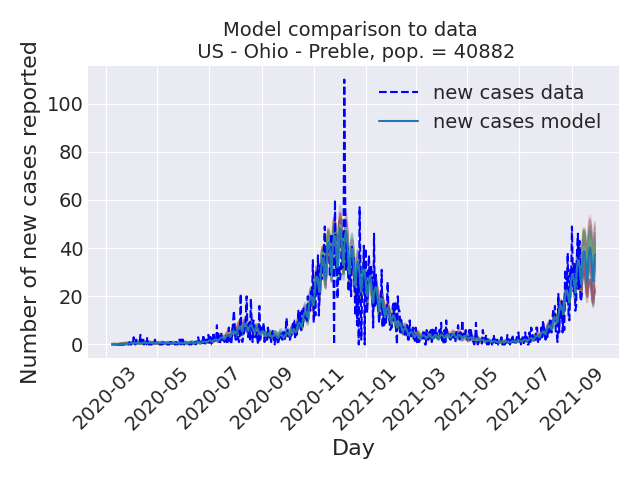 Model comparison to data
US - Ohio - Preble, pop. = 40882
Number of new cases reported
100
80
60
40
20
0
new cases data
new cases model
2020-03
2020-05
2020-07
2020-09
2020-11
2021-01
2021-03
2021-05
2021-07
2021-09
Day